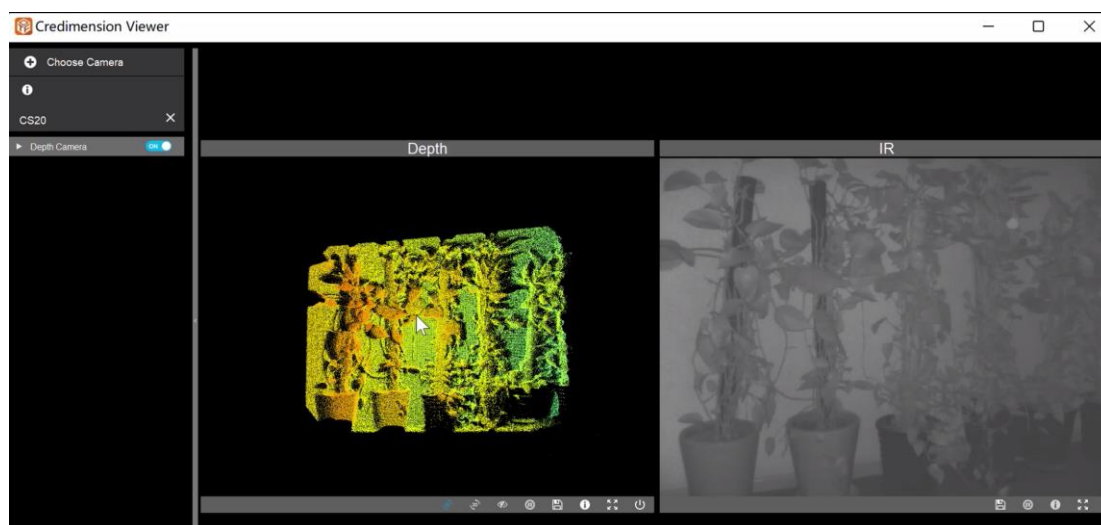 Credimension Viewer
Choose Camera
CS20
Depth Camera
ON
Depth
IR